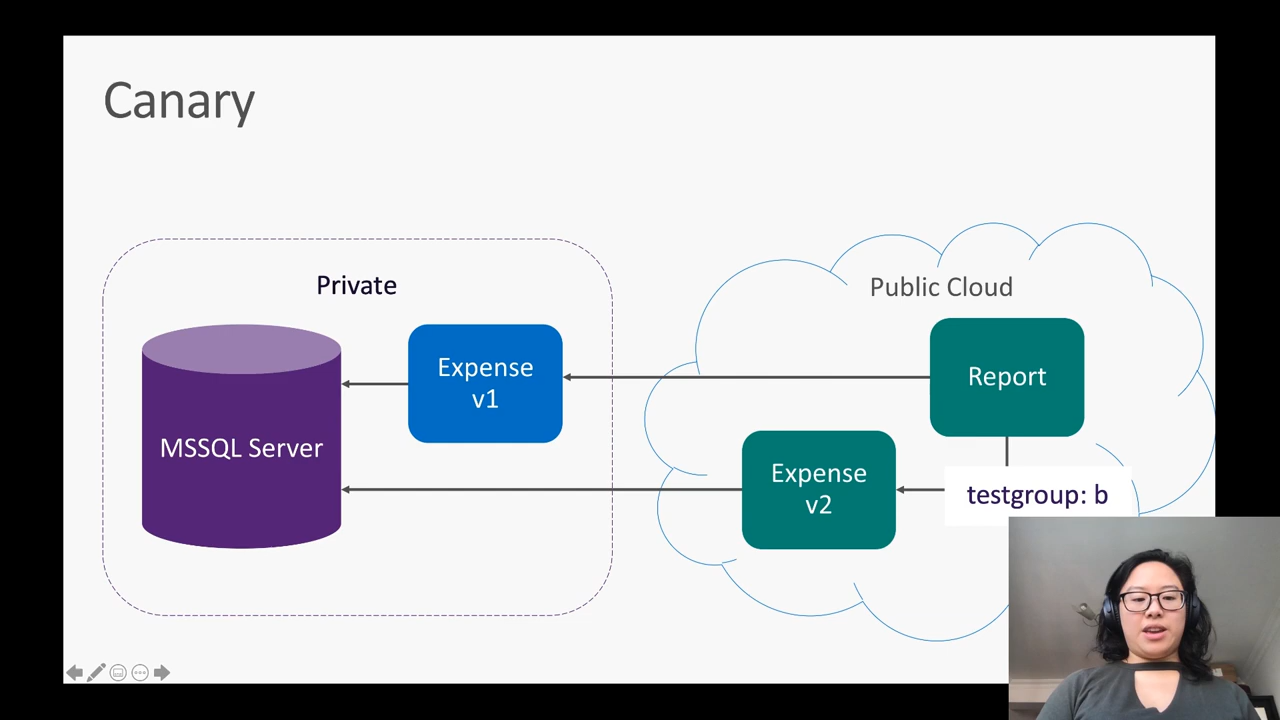 Canary
Private
Public Cloud
Expense
v1
Report
MSSQL Server
Expense
v2
testgroup: b